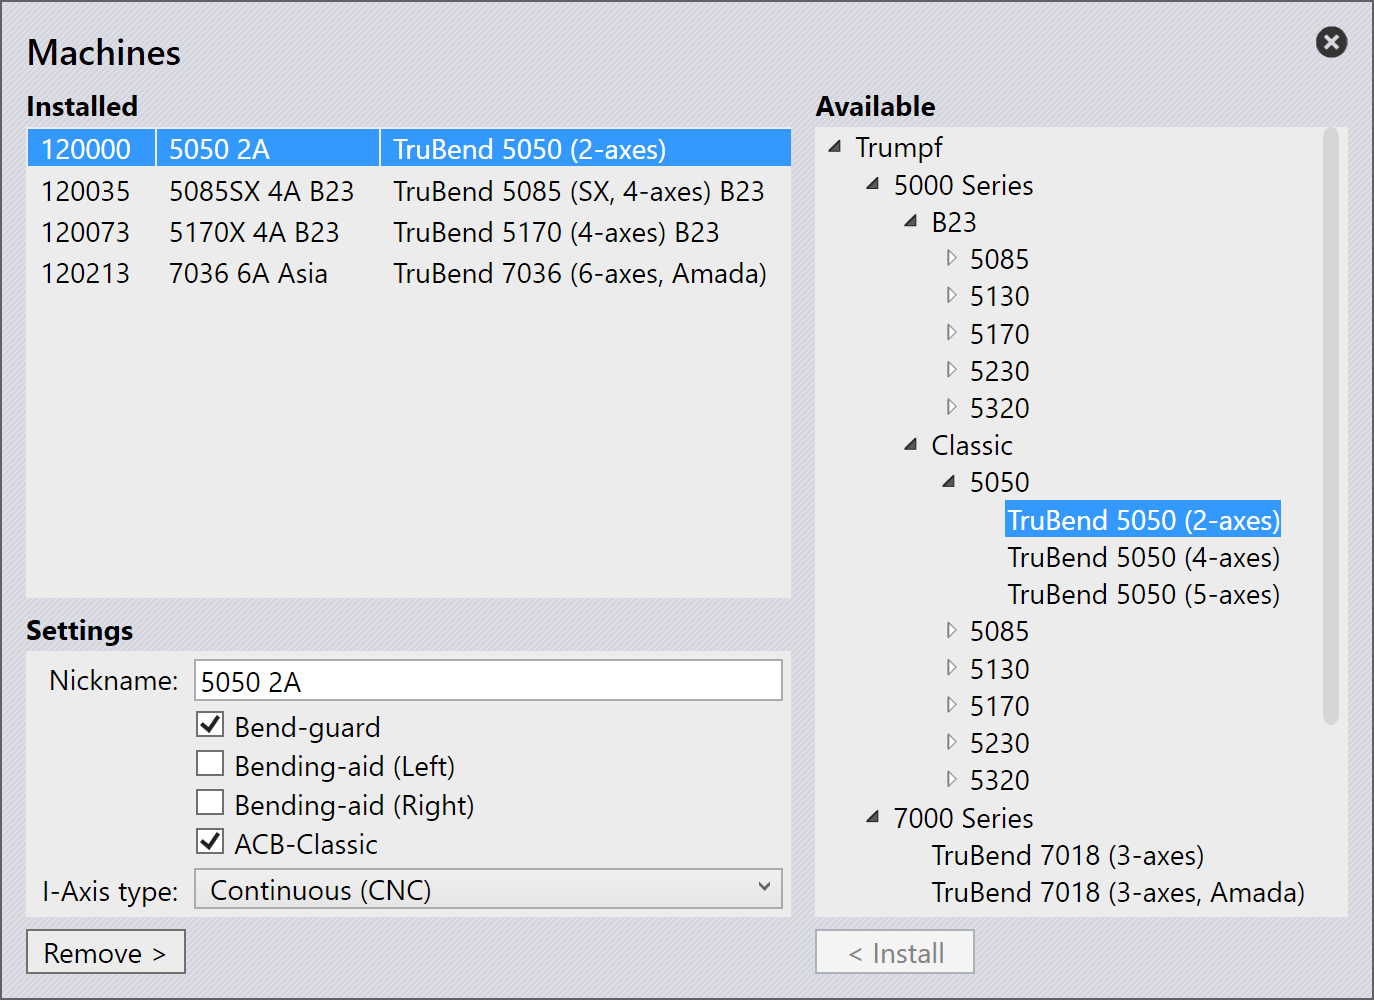 Machines
Installed
120000 5050 2A TruBend 5050 (2-axes)
120035 5085SX 4A B23 TruBend 5085 (SX, 4-axes) B23
120073 5170X 4A B23 TruBend 5170 (4-axes) B23
120213 7036 6A Asia TruBend 7036 (6-axes, Amada)
Settings
Nickname: 5050 2A
Bend-guard
Bending-aid (Left)
Bending-aid (Right)
ACB-Classic
I-Axis type: Continuous (CNC)
Remove >
Available
Trumpf
5000 Series
B23
5085
5130
5170
5230
5320
Classic
5050
TruBend 5050 (2-axes)
TruBend 5050 (4-axes)
TruBend 5050 (5-axes)
5085
5130
5170
5230
5320
7000 Series
TruBend 7018 (3-axes)
TruBend 7018 (3-axes, Amada)
< Install